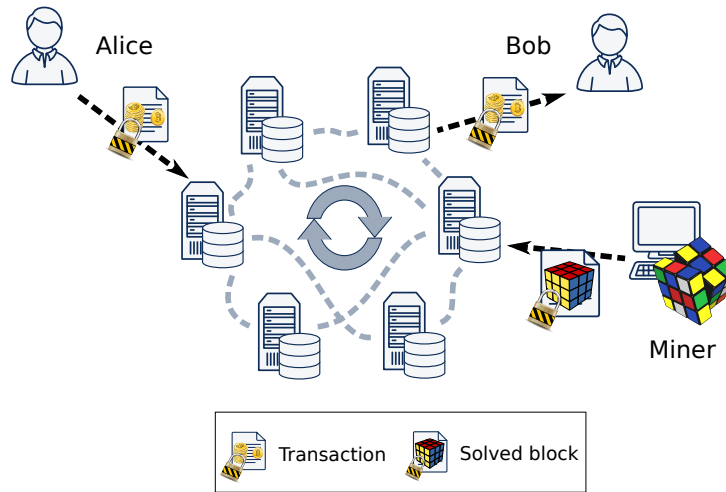 Alice
Bob
Miner
Transaction
Solved block